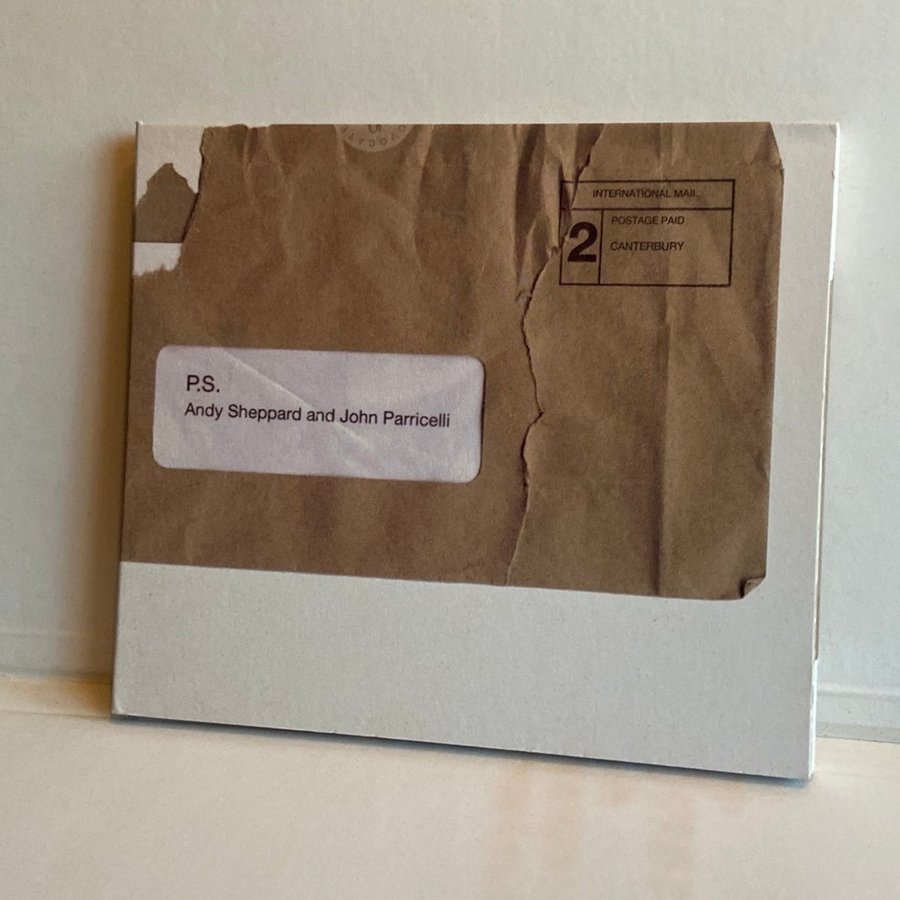 INTERNATIONAL MAIL
POSTAGE PAID
2
CANTERBURY
P.S.
Andy Sheppard and John Parricelli